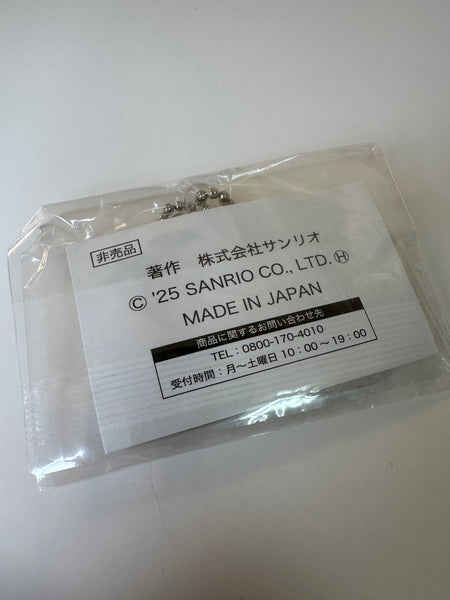 非売品
著作 株式会社サンリオ
© '25 SANRIO CO., LTD. Ⓗ
MADE IN JAPAN
商品に関するお問い合わせ先
TEL：0800-170-4010
受付時間：月〜土曜日 10：00〜19：00